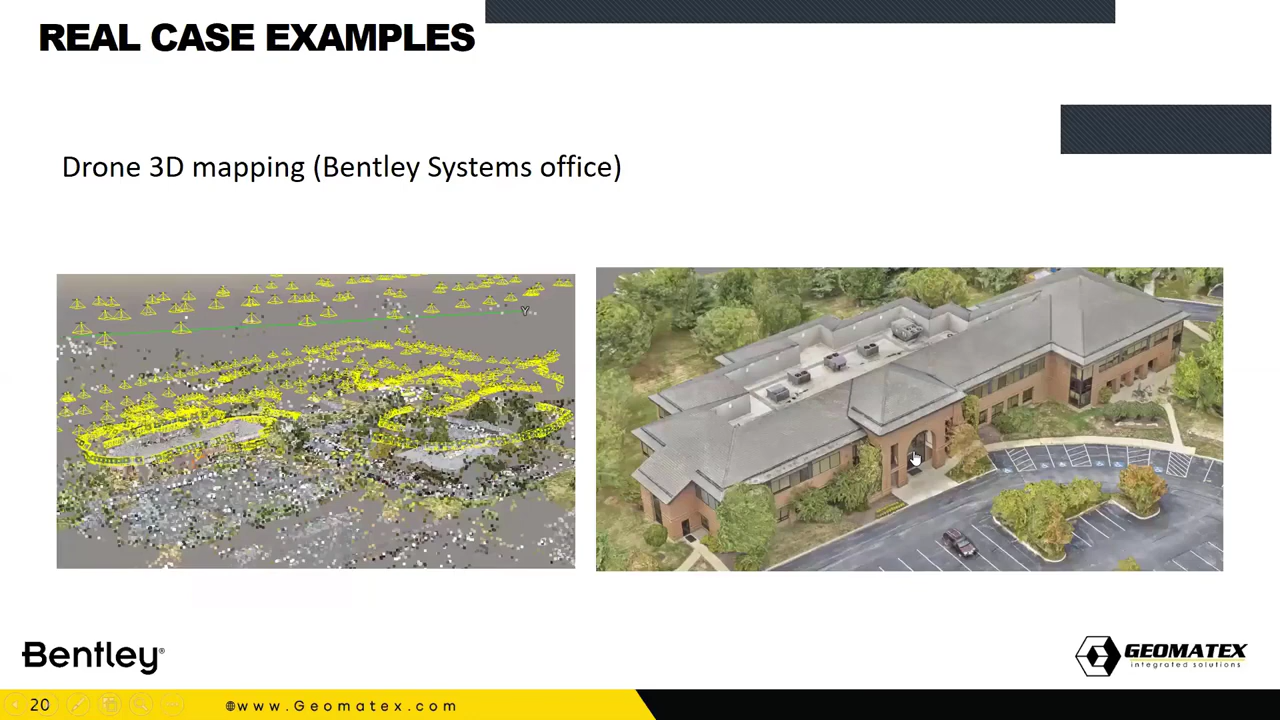 REAL CASE EXAMPLES
Drone 3D mapping (Bentley Systems office)
Y
Bentley®
GEOMATEX
integrated solutions
20
www.Geomatex.com